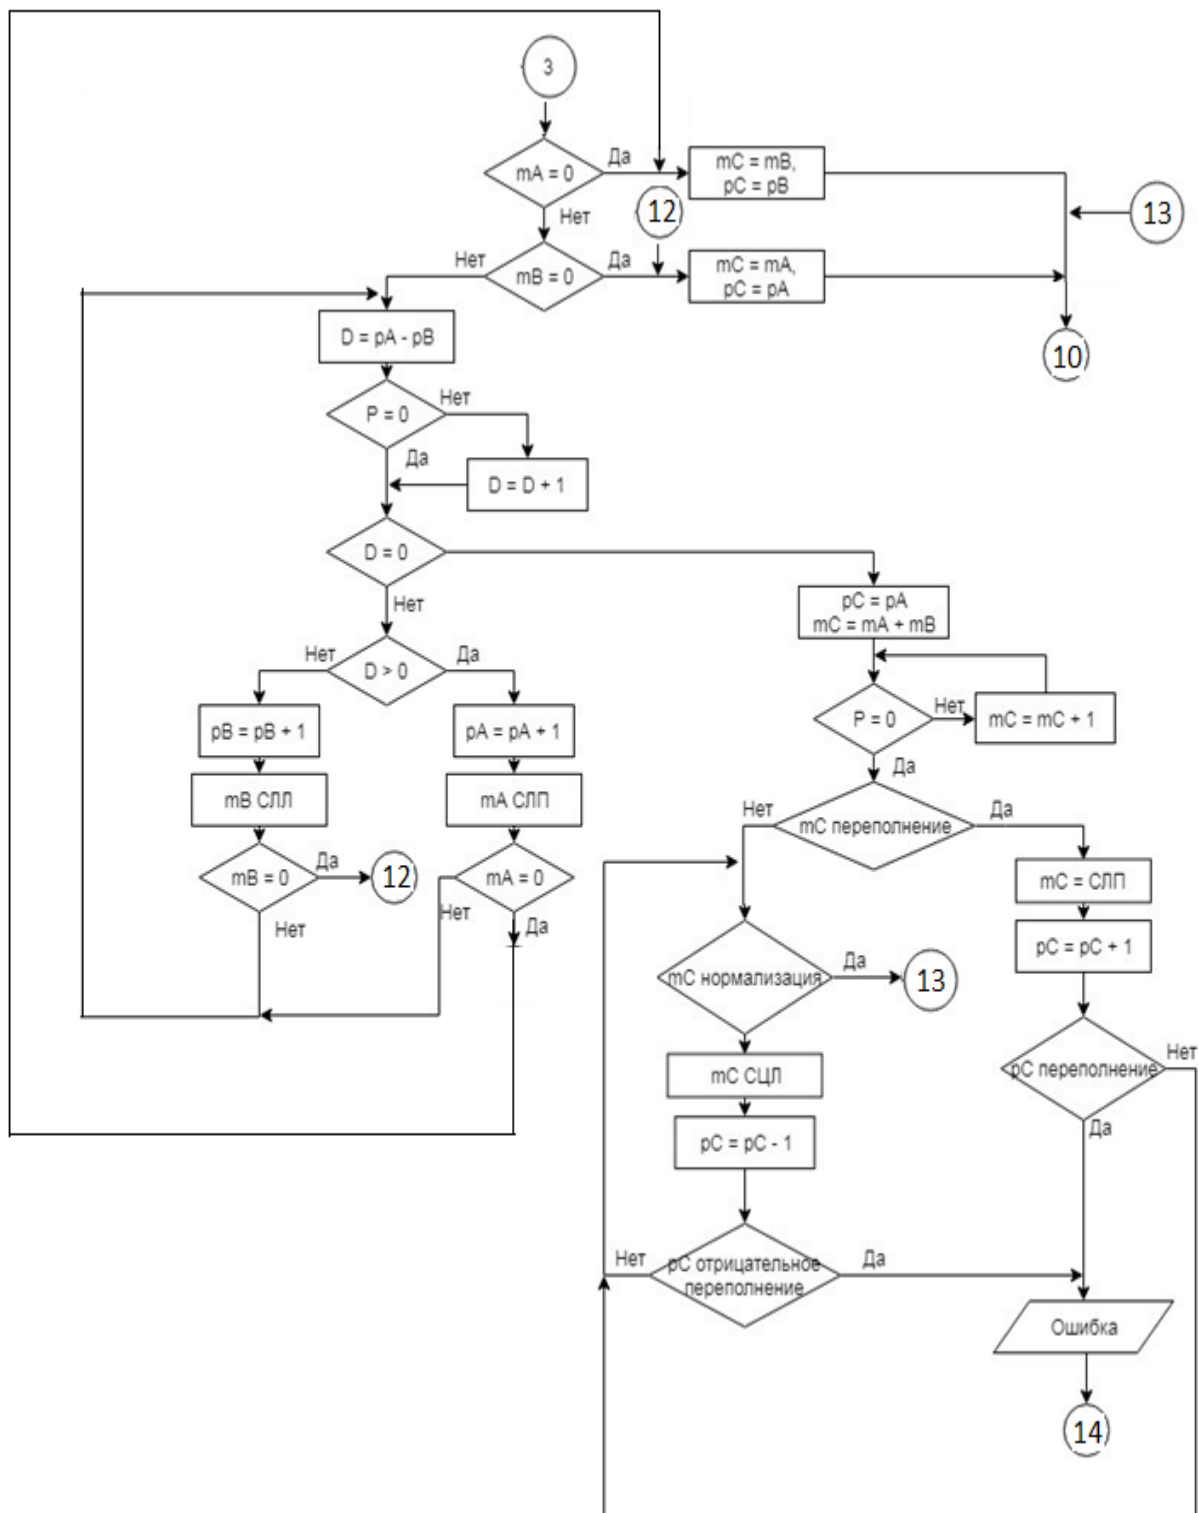 3
mA = 0
Да
Нет
mC = mB,
pC = pB
12
13
mB = 0
Нет
Да
mC = mA,
pC = pA
10
D = pA - pB
P = 0
Нет
Да
D = D + 1
D = 0
Нет
pC = pA
mC = mA + mB
D > 0
Нет
Да
P = 0
Нет
mC = mC + 1
Да
pB = pB + 1
pA = pA + 1
mB СЛЛ
mA СЛП
mC переполнение
Нет
Да
mB = 0
Да
12
Нет
mA = 0
Нет
Да
mC = СЛП
pC = pC + 1
mC нормализация
Да
13
mC СЦЛ
pC = pC - 1
pC переполнение
Нет
Да
pC отрицательное
переполнение
Нет
Да
Ошибка
14